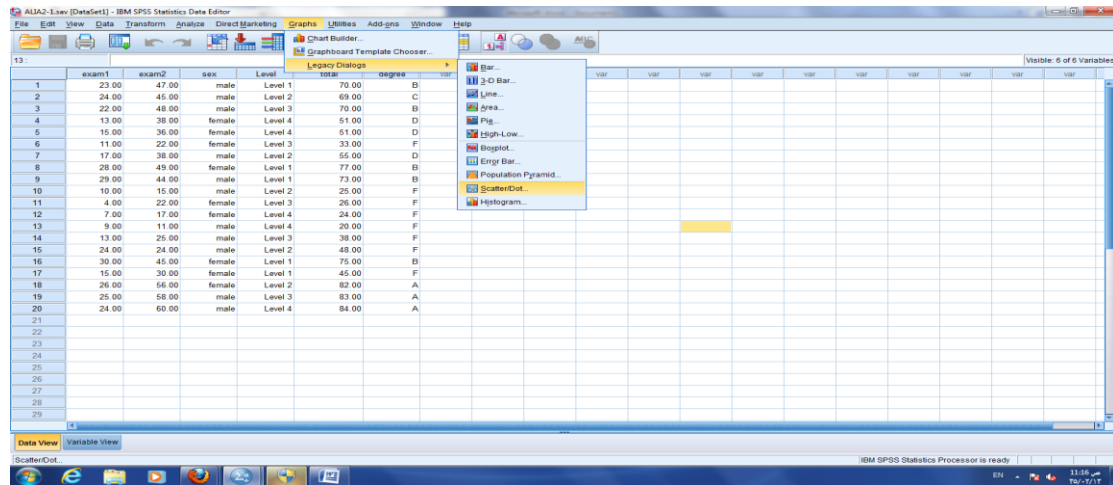 ALIA2-1.sav [DataSet1] - IBM SPSS Statistics Data Editor
File Edit View Data Transform Analyze Direct Marketing Graphs Utilities Add-ons Window Help
Chart Builder...
Graphboard Template Chooser...
Legacy Dialogs
Bar...
3-D Bar...
Line...
Area...
Pie...
High-Low...
Boxplot...
Error Bar...
Population Pyramid...
Scatter/Dot...
Histogram...
13 :
Visible: 6 of 6 Variables
exam1 exam2 sex Level total degree var var var var var var var var
1 23.00 47.00 male Level 1 70.00 B
2 24.00 45.00 male Level 2 69.00 C
3 22.00 48.00 male Level 3 70.00 B
4 13.00 38.00 female Level 4 51.00 D
5 15.00 36.00 female Level 4 51.00 D
6 11.00 22.00 female Level 3 33.00 F
7 17.00 38.00 male Level 2 55.00 D
8 28.00 49.00 female Level 1 77.00 B
9 29.00 44.00 male Level 1 73.00 B
10 10.00 15.00 male Level 2 25.00 F
11 4.00 22.00 female Level 3 26.00 F
12 7.00 17.00 female Level 4 24.00 F
13 9.00 11.00 male Level 4 20.00 F
14 13.00 25.00 male Level 3 38.00 F
15 24.00 24.00 male Level 2 48.00 F
16 30.00 45.00 female Level 1 75.00 B
17 15.00 30.00 female Level 1 45.00 F
18 26.00 56.00 female Level 2 82.00 A
19 25.00 58.00 male Level 3 83.00 A
20 24.00 60.00 male Level 4 84.00 A
21
22
23
24
25
26
27
28
29
Data View Variable View
Scatter/Dot...
IBM SPSS Statistics Processor is ready
EN
11:16 ص